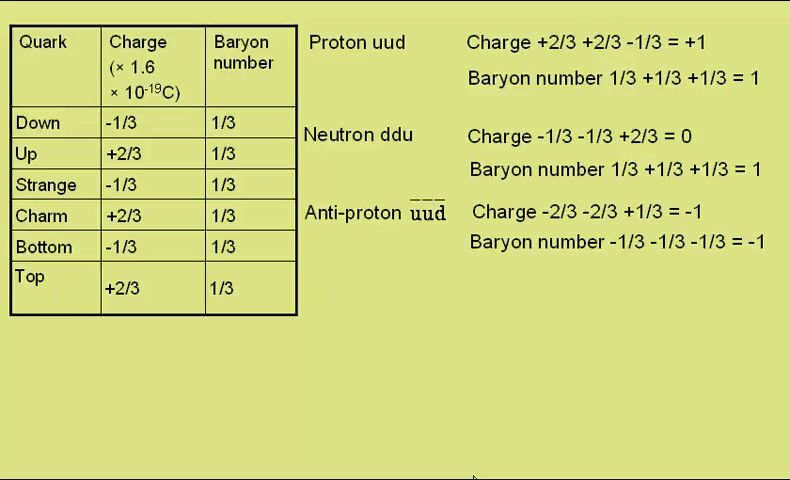 Quark Charge (× 1.6 × 10⁻¹⁹C) Baryon number
Down -1/3 1/3
Up +2/3 1/3
Strange -1/3 1/3
Charm +2/3 1/3
Bottom -1/3 1/3
Top +2/3 1/3
Proton uud Charge +2/3 +2/3 -1/3 = +1
Baryon number 1/3 +1/3 +1/3 = 1
Neutron ddu Charge -1/3 -1/3 +2/3 = 0
Baryon number 1/3 +1/3 +1/3 = 1
Anti-proton u̅u̅d̅ Charge -2/3 -2/3 +1/3 = -1
Baryon number -1/3 -1/3 -1/3 = -1